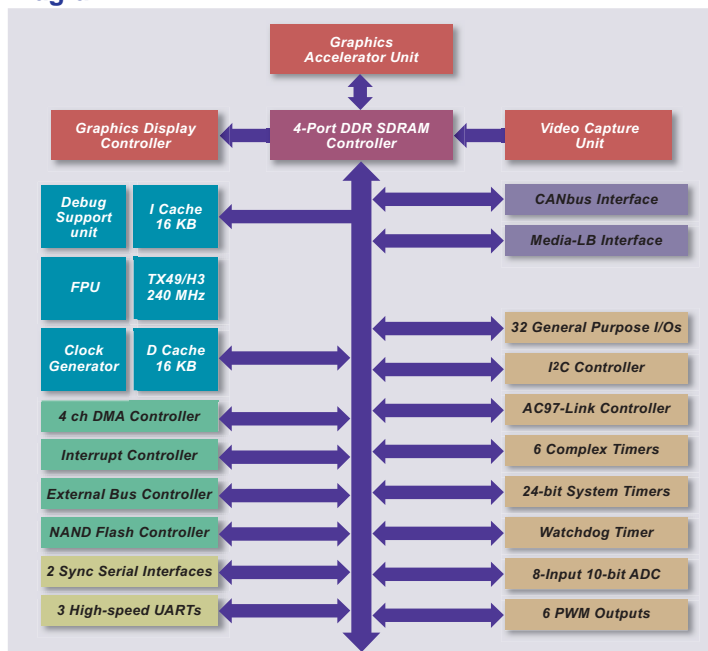 Graphics
Accelerator Unit
Graphics Display
Controller
4-Port DDR SDRAM
Controller
Video Capture
Unit
Debug
Support
unit
I Cache
16 KB
CANbus Interface
Media-LB Interface
FPU
TX49/H3
240 MHz
Clock
Generator
D Cache
16 KB
32 General Purpose I/Os
I2C Controller
4 ch DMA Controller
AC97-Link Controller
Interrupt Controller
6 Complex Timers
External Bus Controller
24-bit System Timers
NAND Flash Controller
Watchdog Timer
2 Sync Serial Interfaces
8-Input 10-bit ADC
3 High-speed UARTs
6 PWM Outputs